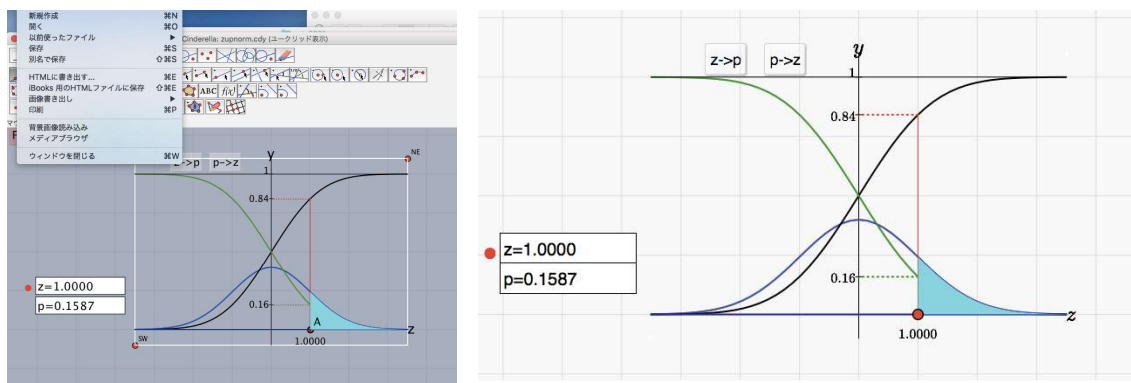 新規作成 ⌘N
開く ⌘O
以前使ったファイル ▶
保存 ⌘S
別名で保存 ⇧⌘S
HTMLに書き出す... ⌘E
iBooks 用のHTMLファイルに保存 ⇧⌘E
画像書き出し ▶
印刷 ⌘P
背景画像読み込み
メディアブラウザ
ウィンドウを閉じる ⌘W
Cinderella: zupnorm.cdy (ユークリッド表示)
ABC f(x)
z->p p->z
y
NE
1
0.84
z=1.0000
p=0.1587
0.16
A
z
SW
1.0000
z->p p->z
y
1
0.84
z=1.0000
p=0.1587
0.16
z
1.0000